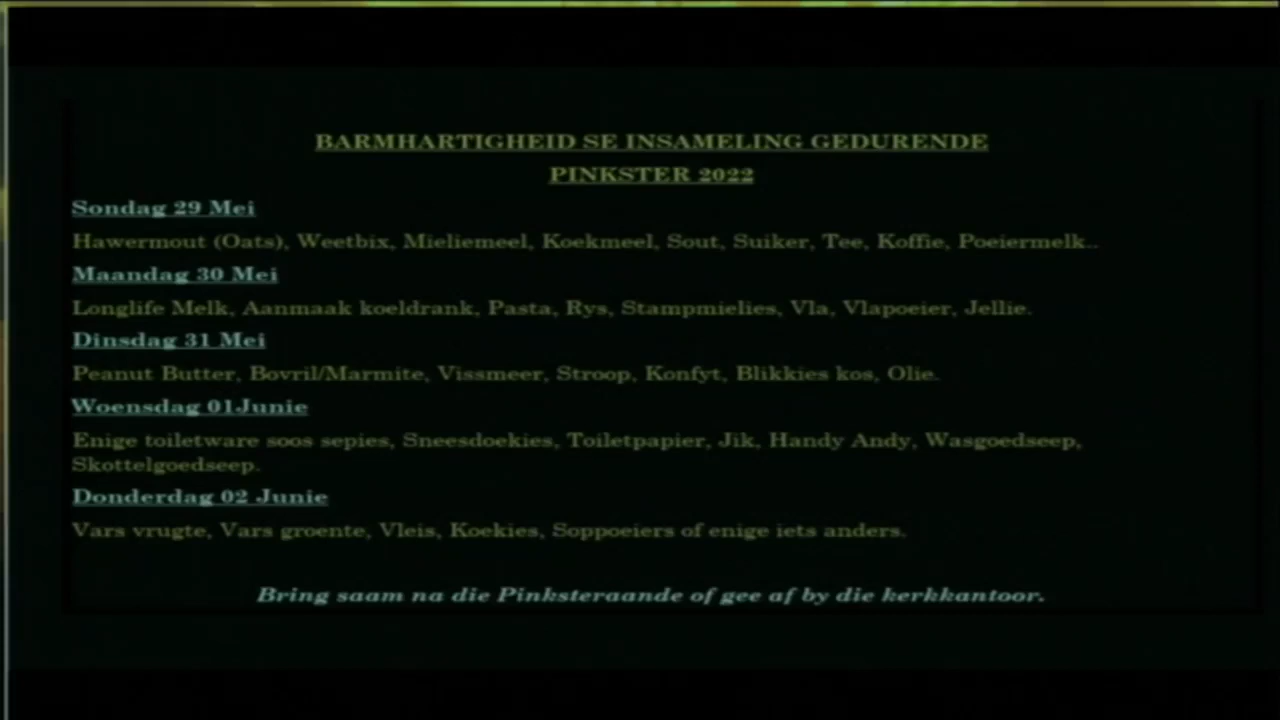 BARMHARTIGHEID SE INSAMELING GEDURENDE
PINKSTER 2022
Sondag 29 Mei
Hawermout (Oats), Weetbix, Mieliemeel, Koekmeel, Sout, Suiker, Tee, Koffie, Poeiermelk..
Maandag 30 Mei
Longlife Melk, Aanmaak koeldrank, Pasta, Rys, Stampmielies, Vla, Vlapoeier, Jellie.
Dinsdag 31 Mei
Peanut Butter, Bovril/Marmite, Vissmeer, Stroop, Konfyt, Blikkies kos, Olie.
Woensdag 01Junie
Enige toiletware soos sepies, Sneesdoekies, Toiletpapier, Jik, Handy Andy, Wasgoedseep,
Skottelgoedseep.
Donderdag 02 Junie
Vars vrugte, Vars groente, Vleis, Koekies, Soppoeiers of enige iets anders.
Bring saam na die Pinksteraande of gee af by die kerkkantoor.